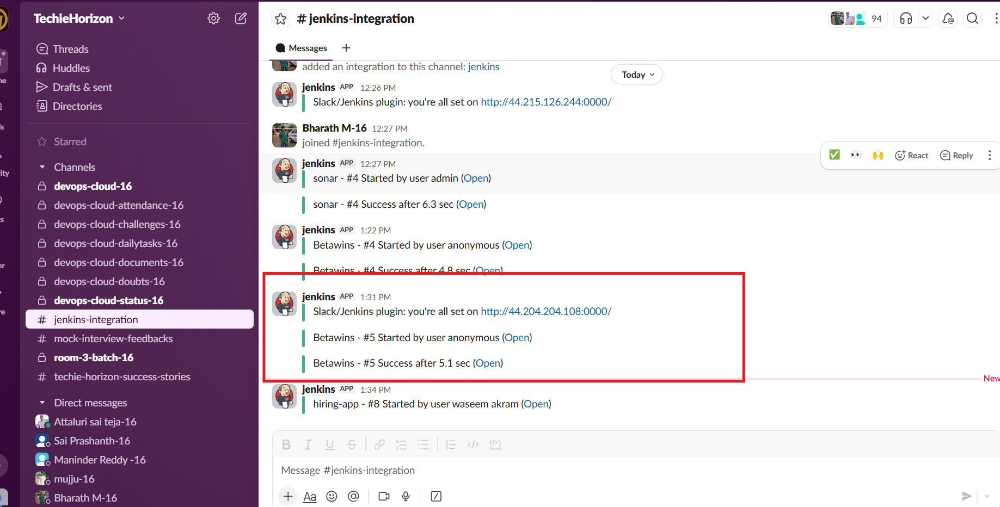 TechieHorizon
Threads
Huddles
Drafts & sent
Directories
Starred
Channels
devops-cloud-16
devops-cloud-attendance-16
devops-cloud-challenges-16
devops-cloud-dailytasks-16
devops-cloud-documents-16
devops-cloud-doubts-16
devops-cloud-status-16
# jenkins-integration
# mock-interview-feedbacks
room-3-batch-16
# techie-horizon-success-stories
Direct messages
Attaluri sai teja-16
Sai Prashanth-16
Maninder Reddy -16
mujju-16
Bharath M-16
# jenkins-integration
94
Messages
added an integration to this channel: jenkins
Today
jenkins APP 12:26 PM
Slack/Jenkins plugin: you're all set on http://44.215.126.244:0000/
Bharath M-16 12:27 PM
joined #jenkins-integration.
React Reply
jenkins APP 12:27 PM
sonar - #4 Started by user admin (Open)
sonar - #4 Success after 6.3 sec (Open)
jenkins APP 1:22 PM
Betawins - #4 Started by user anonymous (Open)
Betawins - #4 Success after 4.8 sec (Open)
jenkins APP 1:31 PM
Slack/Jenkins plugin: you're all set on http://44.204.204.108:0000/
Betawins - #5 Started by user anonymous (Open)
Betawins - #5 Success after 5.1 sec (Open)
New
jenkins APP 1:34 PM
hiring-app - #8 Started by user waseem akram (Open)
B I U S
Message #jenkins-integration
Aa